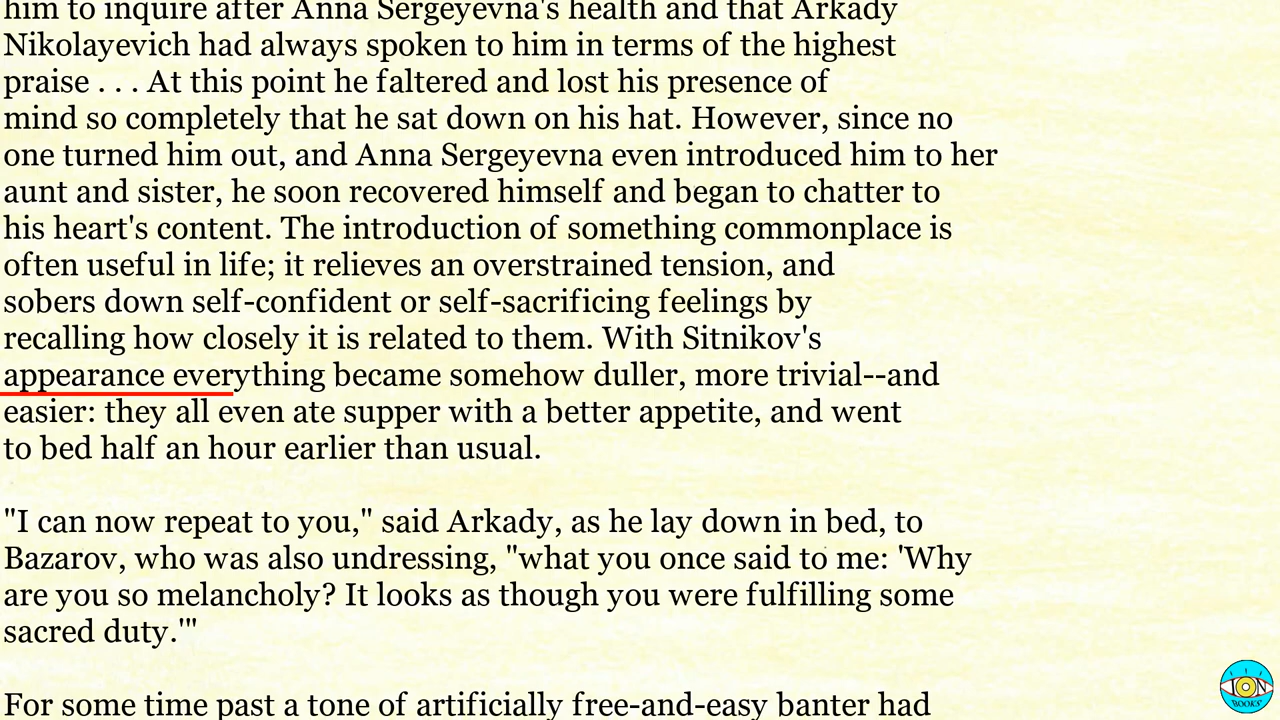 him to inquire after Anna Sergeyevna's health and that Arkady
Nikolayevich had always spoken to him in terms of the highest
praise . . . At this point he faltered and lost his presence of
mind so completely that he sat down on his hat. However, since no
one turned him out, and Anna Sergeyevna even introduced him to her
aunt and sister, he soon recovered himself and began to chatter to
his heart's content. The introduction of something commonplace is
often useful in life; it relieves an overstrained tension, and
sobers down self-confident or self-sacrificing feelings by
recalling how closely it is related to them. With Sitnikov's
appearance everything became somehow duller, more trivial--and
easier: they all even ate supper with a better appetite, and went
to bed half an hour earlier than usual.
"I can now repeat to you," said Arkady, as he lay down in bed, to
Bazarov, who was also undressing, "what you once said to me: 'Why
are you so melancholy? It looks as though you were fulfilling some
sacred duty.'"
For some time past a tone of artificially free-and-easy banter had
ION
BOOKS